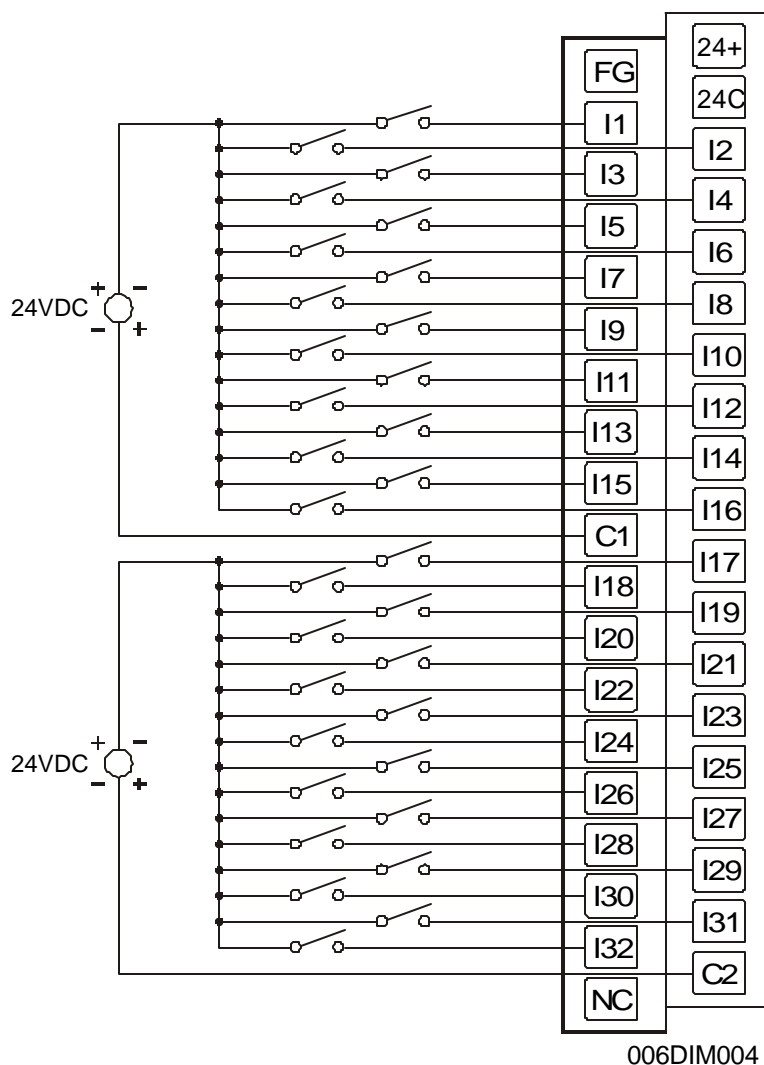 24+
FG
24C
I1
I2
I3
I4
I5
I6
I7
+ -
I8
24VDC
- +
I9
I10
I11
I12
I13
I14
I15
I16
C1
I17
I18
I19
I20
I21
I22
I23
+ -
I24
24VDC
I25
- +
I26
I27
I28
I29
I30
I31
I32
C2
NC
006DIM004